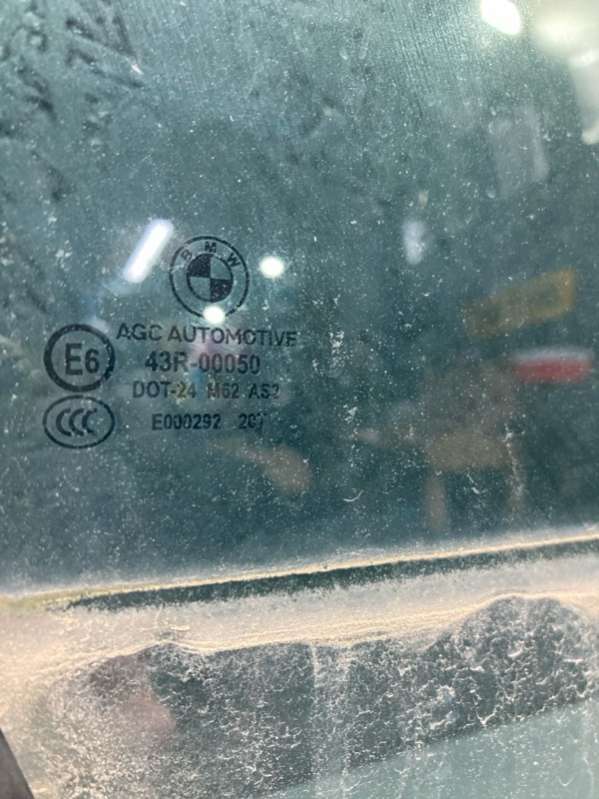 BMW
AGC AUTOMOTIVE
E6 43R-00050
DOT-24 M62 AS2
CCC E000292